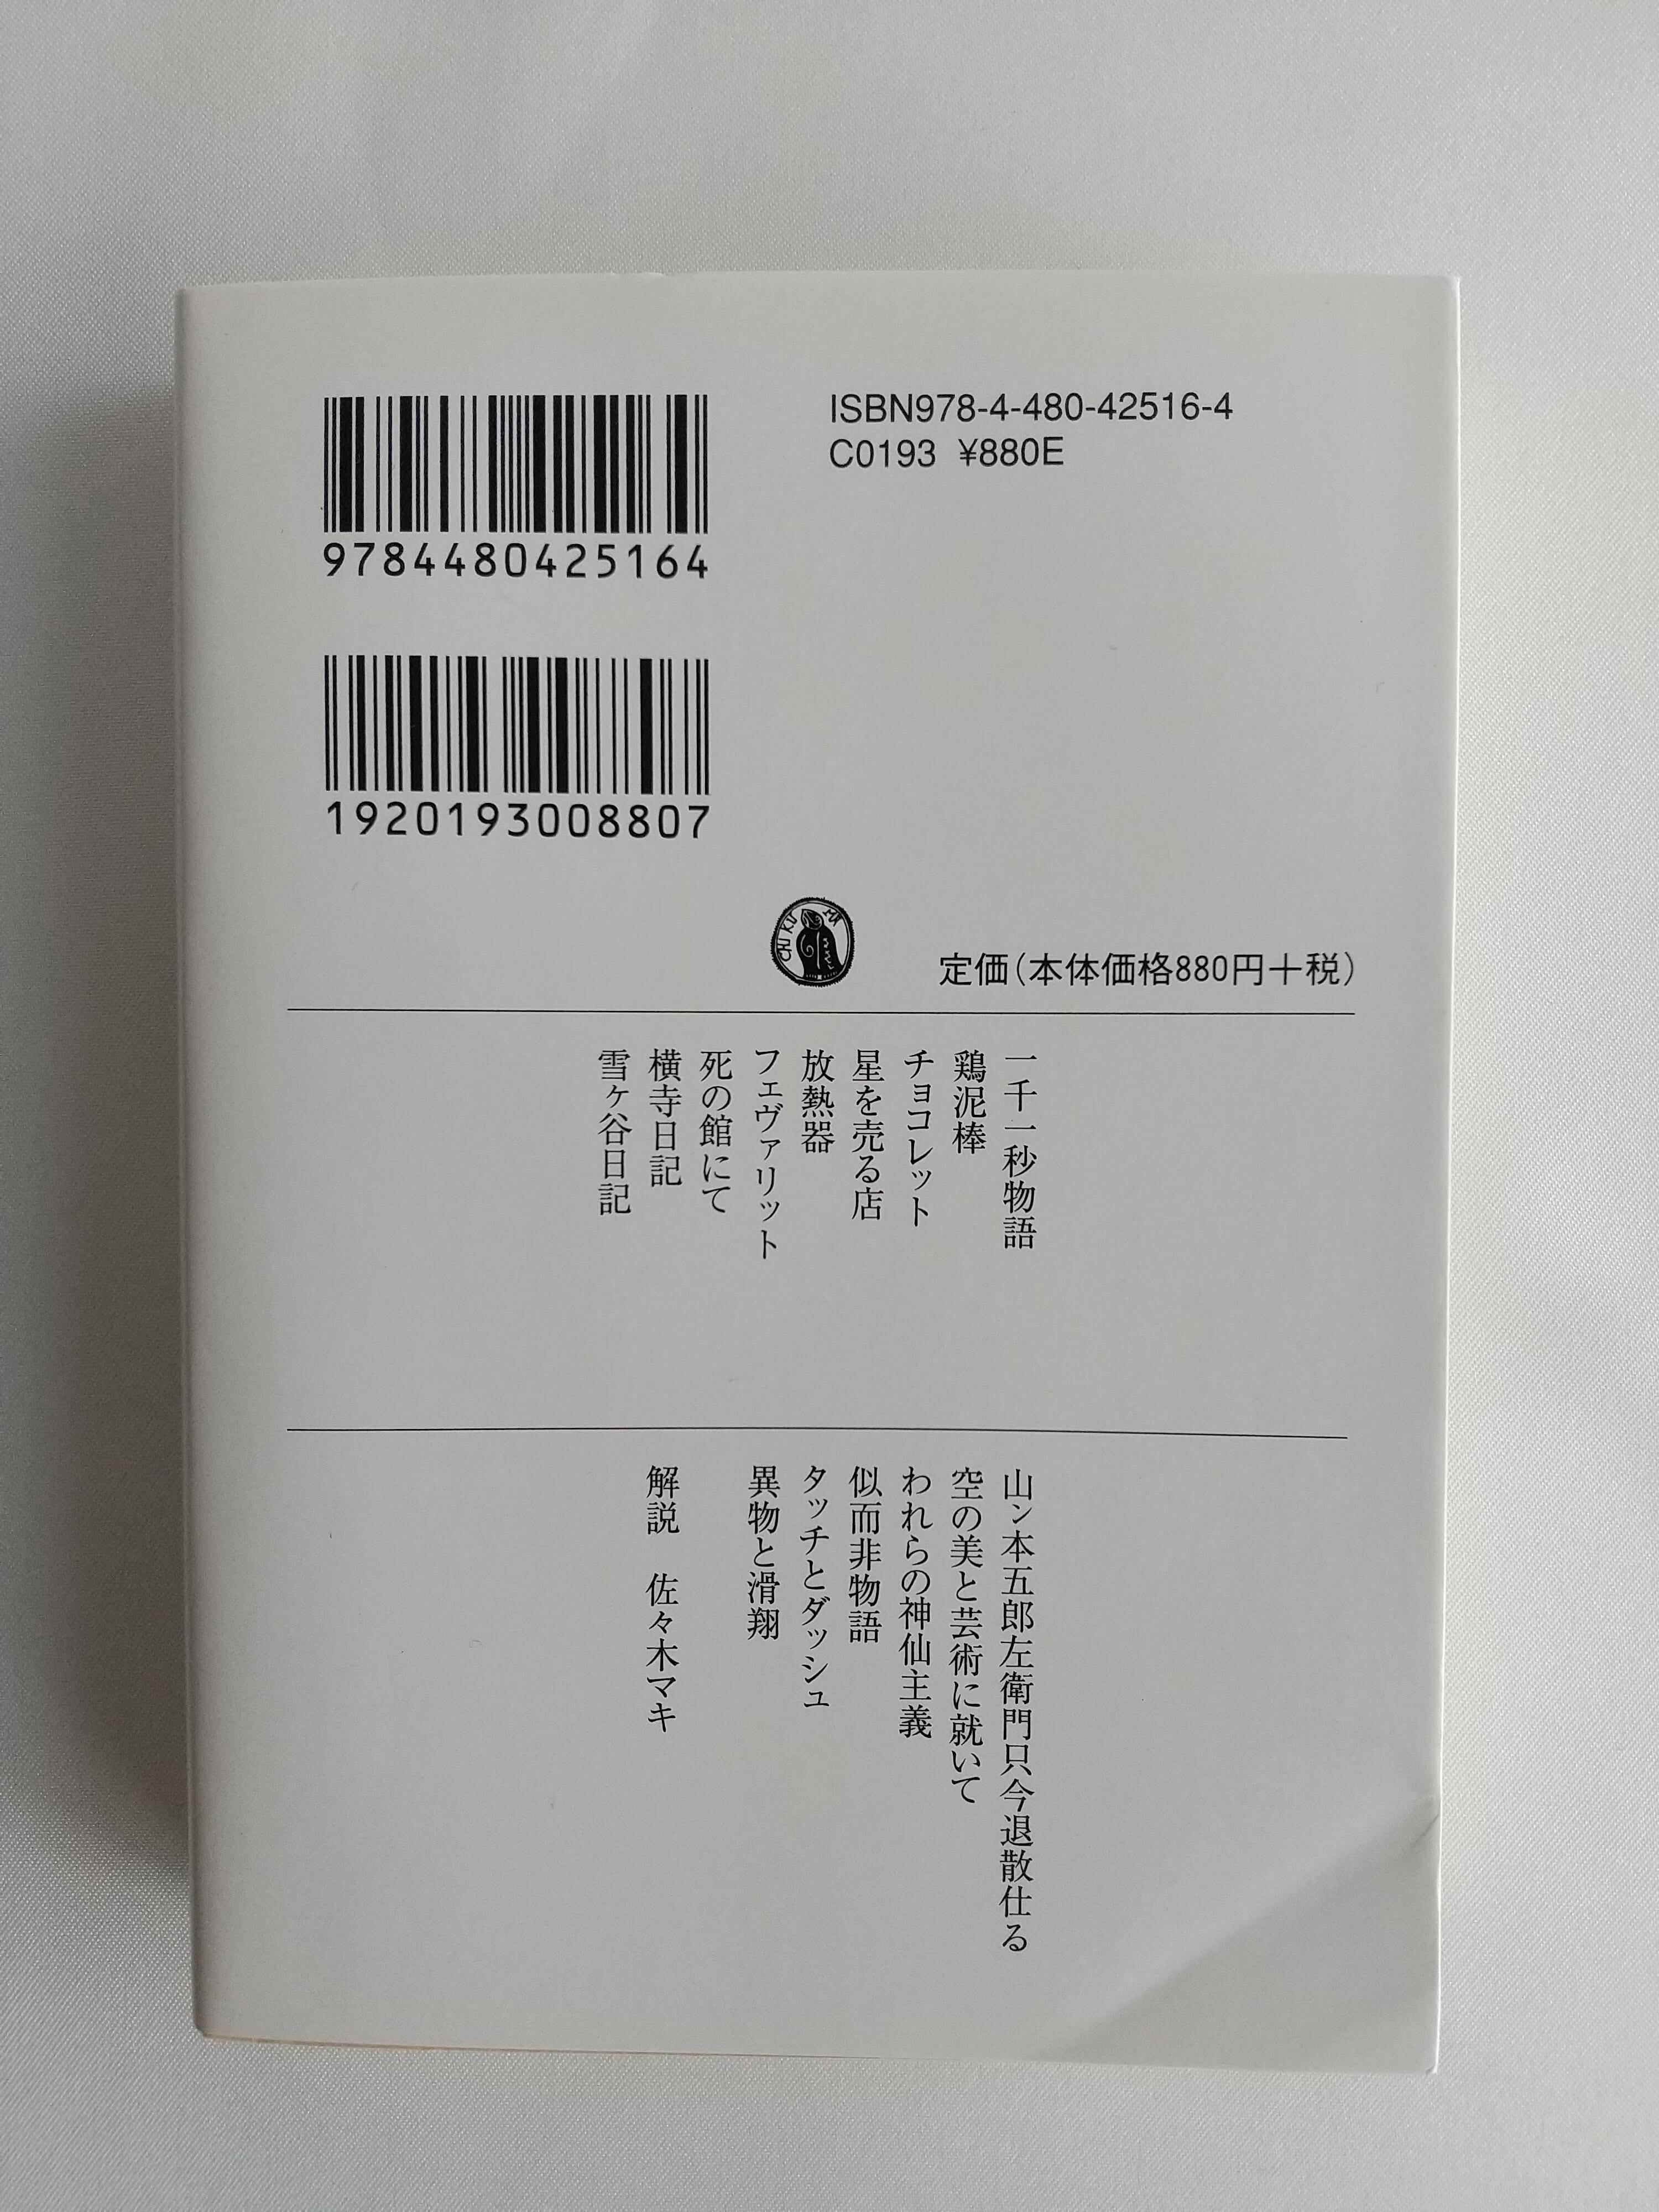 ISBN978-4-480-42516-4
C0193 ¥880E
9784480425164
1920193008807
CHIKUMA
定価(本体価格880円＋税)
一千一秒物語
鶏泥棒
チョコレット
星を売る店
放熱器
フェヴァリット
死の館にて
横寺日記
雪ヶ谷日記
山ン本五郎左衛門只今退散仕る
空の美と芸術に就いて
われらの神仙主義
似而非物語
タッチとダッシュ
異物と滑翔
解説　佐々木マキ